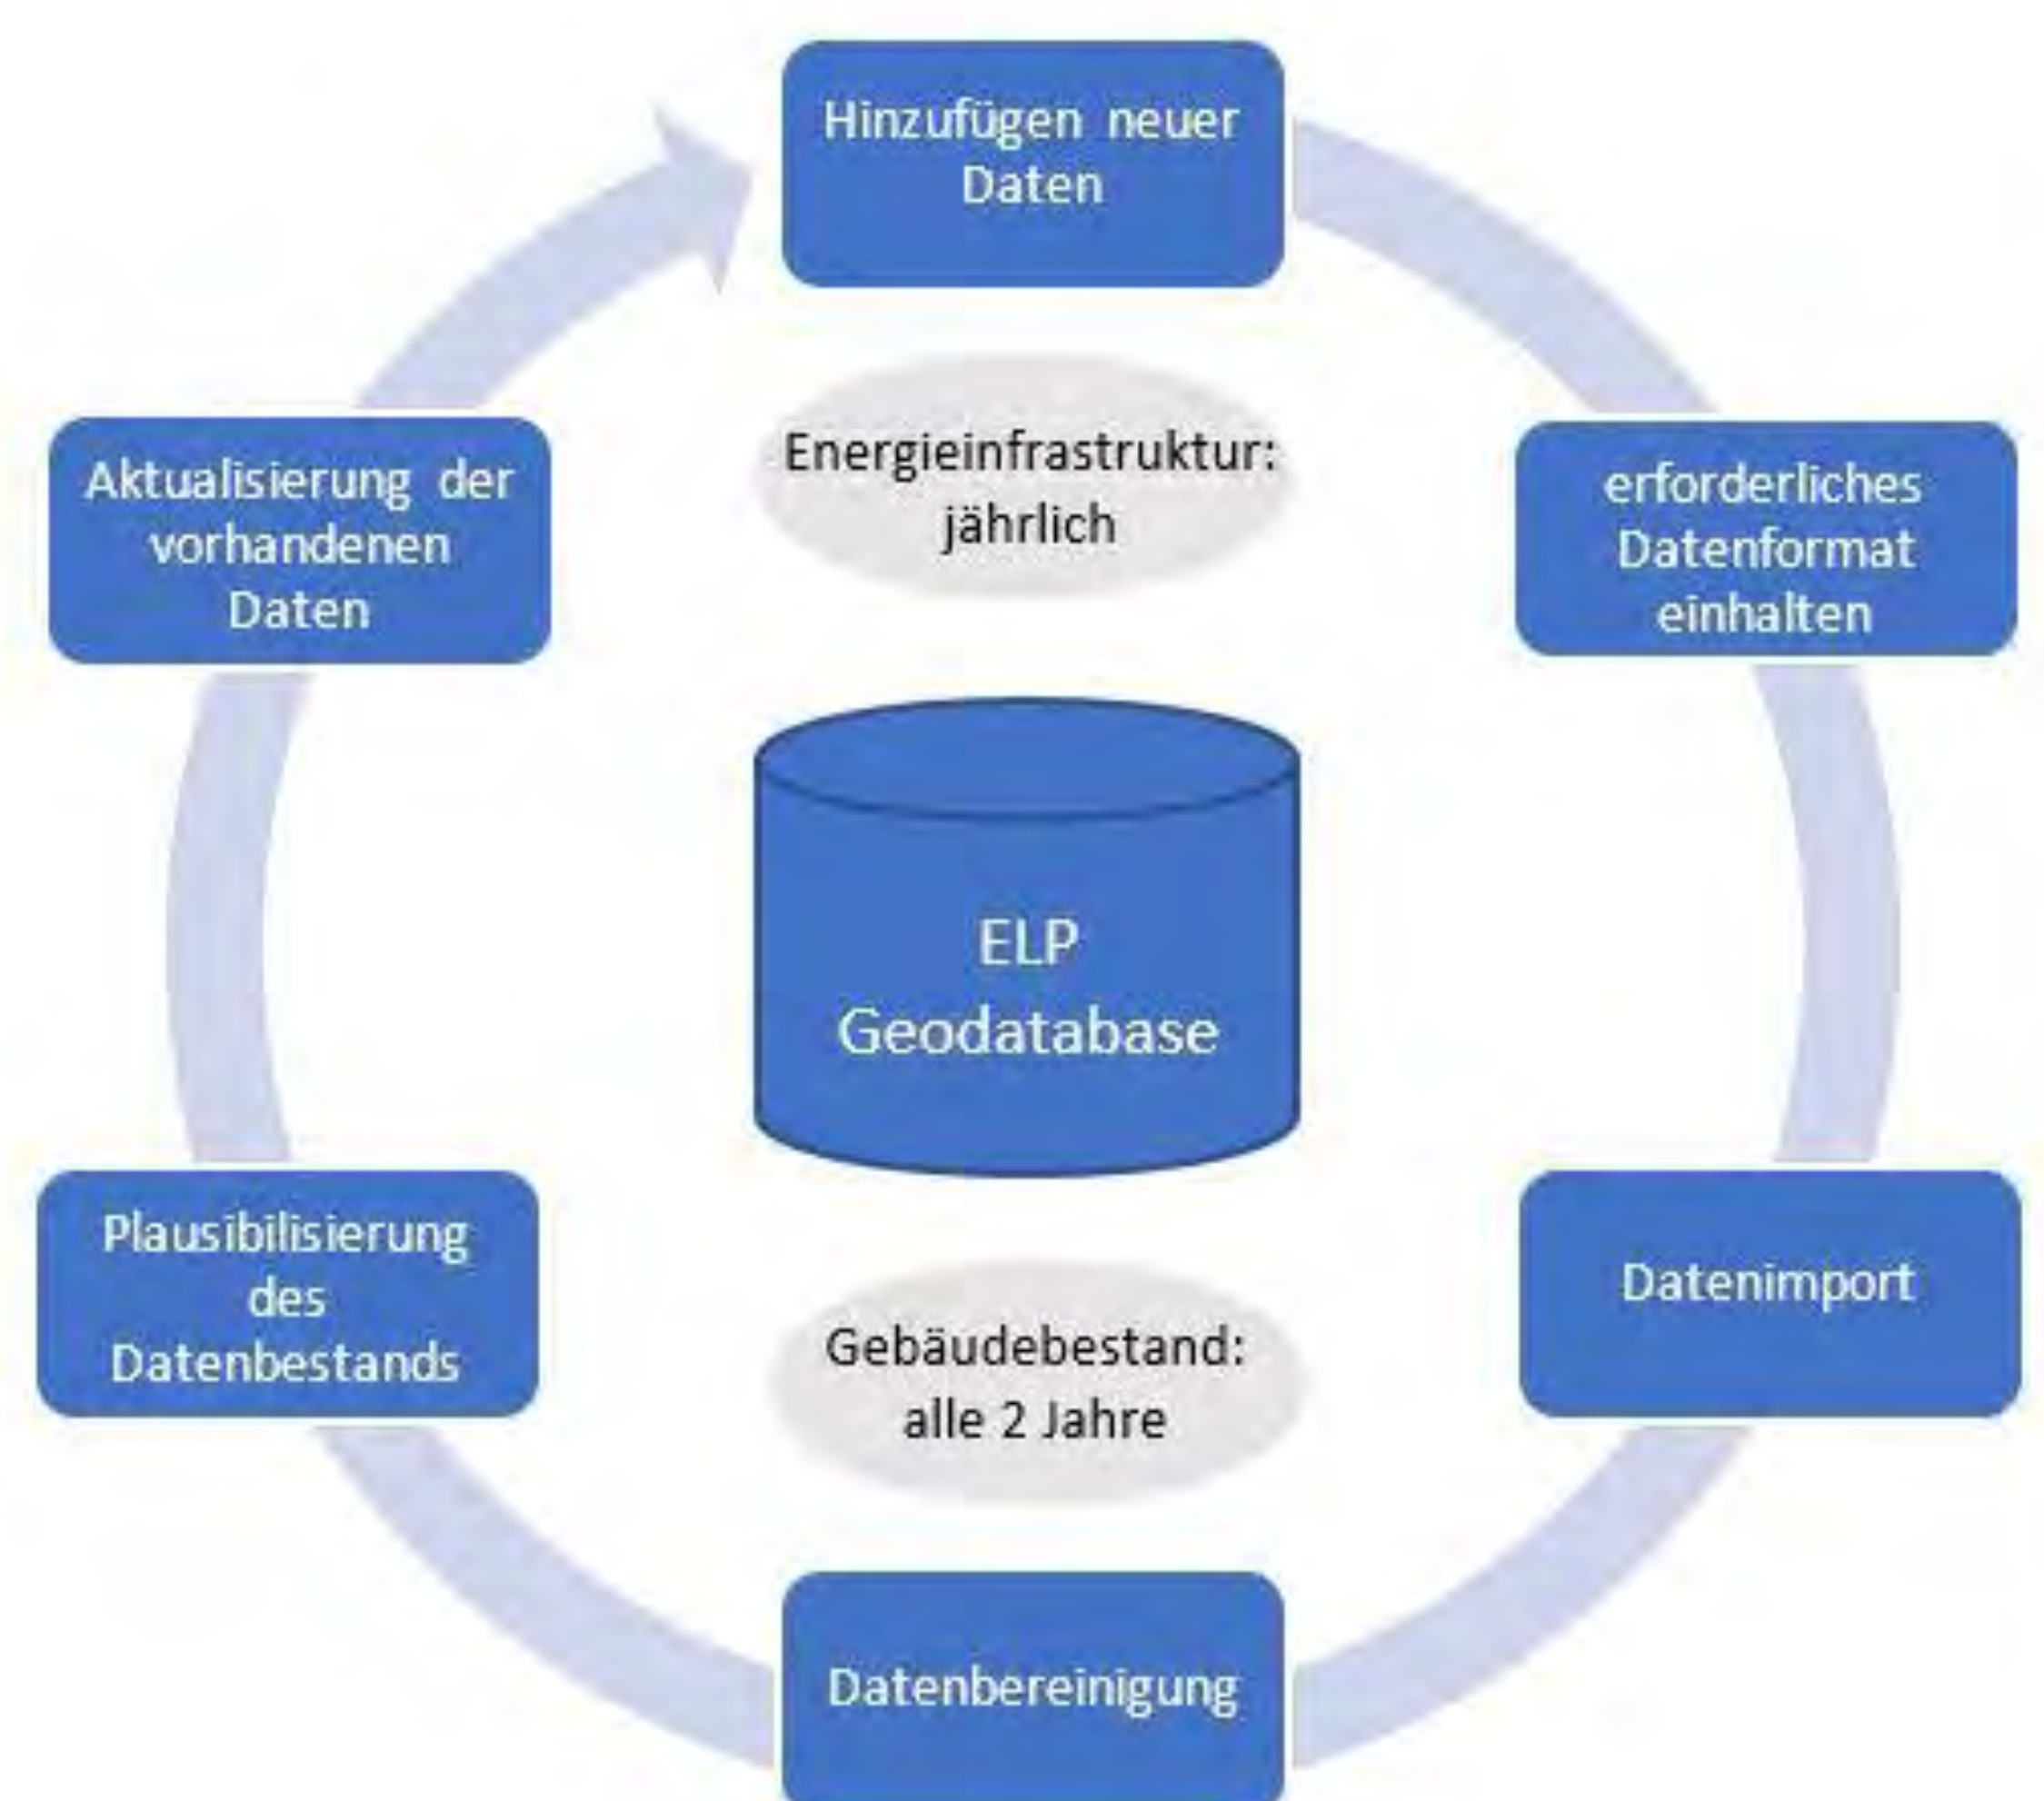 Hinzufügen neuer
Daten
Energieinfrastruktur:
jährlich
Aktualisierung der
vorhandenen
Daten
erforderliches
Datenformat
einhalten
ELP
Geodatabase
Plausibilisierung
des
Datenbestands
Datenimport
Gebäudebestand:
alle 2 Jahre
Datenbereinigung